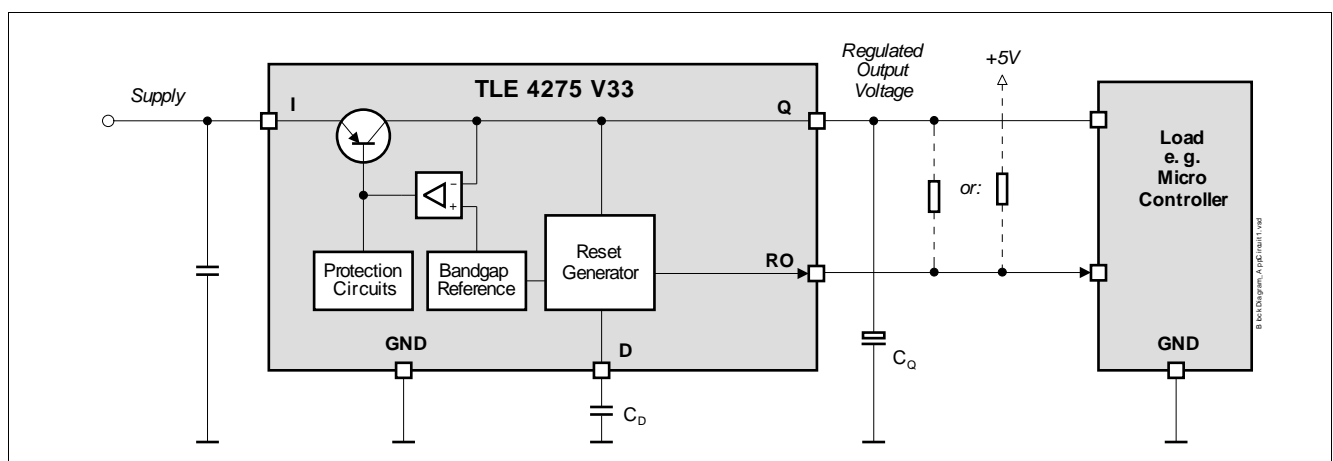 TLE 4275 V33
Supply
I
Q
Regulated
Output
Voltage
+5V
Load
e. g.
Micro
Controller
− +
or:
Protection
Circuits
Bandgap
Reference
Reset
Generator
RO
GND
D
C_D
C_Q
GND